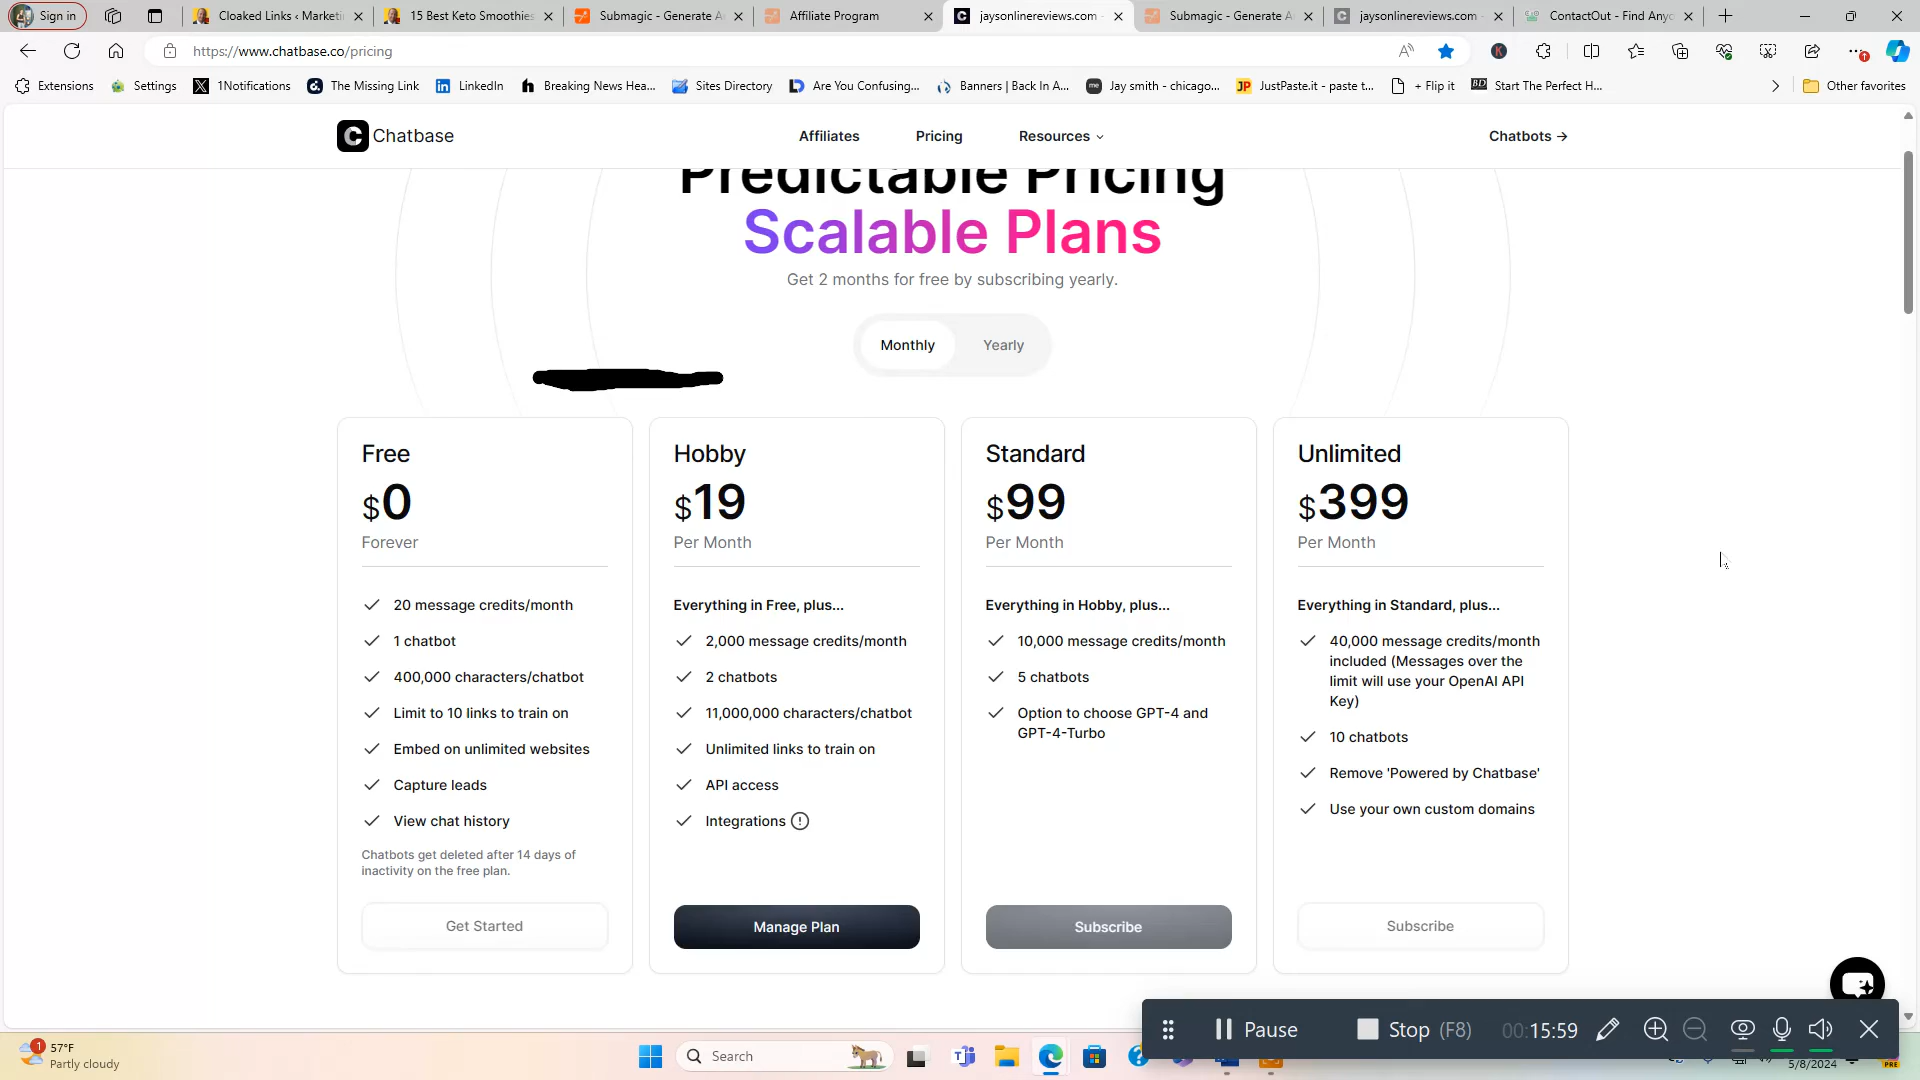 Sign in
Cloaked Links ‹ Marketi
15 Best Keto Smoothies
Submagic - Generate A
Affiliate Program
jaysonlinereviews.com
Submagic - Generate A
jaysonlinereviews.com
ContactOut - Find Any
https://www.chatbase.co/pricing
Extensions
Settings
1Notifications
The Missing Link
LinkedIn
Breaking News Hea...
Sites Directory
Are You Confusing...
Banners | Back In A...
Jay smith - chicago...
JustPaste.it - paste t...
+ Flip it
Start The Perfect H...
Other favorites
Chatbase
Affiliates
Pricing
Resources
Chatbots →
Predictable Pricing
Scalable Plans
Get 2 months for free by subscribing yearly.
Monthly
Yearly
Free
$0
Forever
20 message credits/month
1 chatbot
400,000 characters/chatbot
Limit to 10 links to train on
Embed on unlimited websites
Capture leads
View chat history
Chatbots get deleted after 14 days of
inactivity on the free plan.
Get Started
Hobby
$19
Per Month
Everything in Free, plus...
2,000 message credits/month
2 chatbots
11,000,000 characters/chatbot
Unlimited links to train on
API access
Integrations
Manage Plan
Standard
$99
Per Month
Everything in Hobby, plus...
10,000 message credits/month
5 chatbots
Option to choose GPT-4 and
GPT-4-Turbo
Subscribe
Unlimited
$399
Per Month
Everything in Standard, plus...
40,000 message credits/month
included (Messages over the
limit will use your OpenAI API
Key)
10 chatbots
Remove 'Powered by Chatbase'
Use your own custom domains
Subscribe
Pause
Stop (F8)
00:15:59
1
57°F
Partly cloudy
Search
5/8/2024
PRE